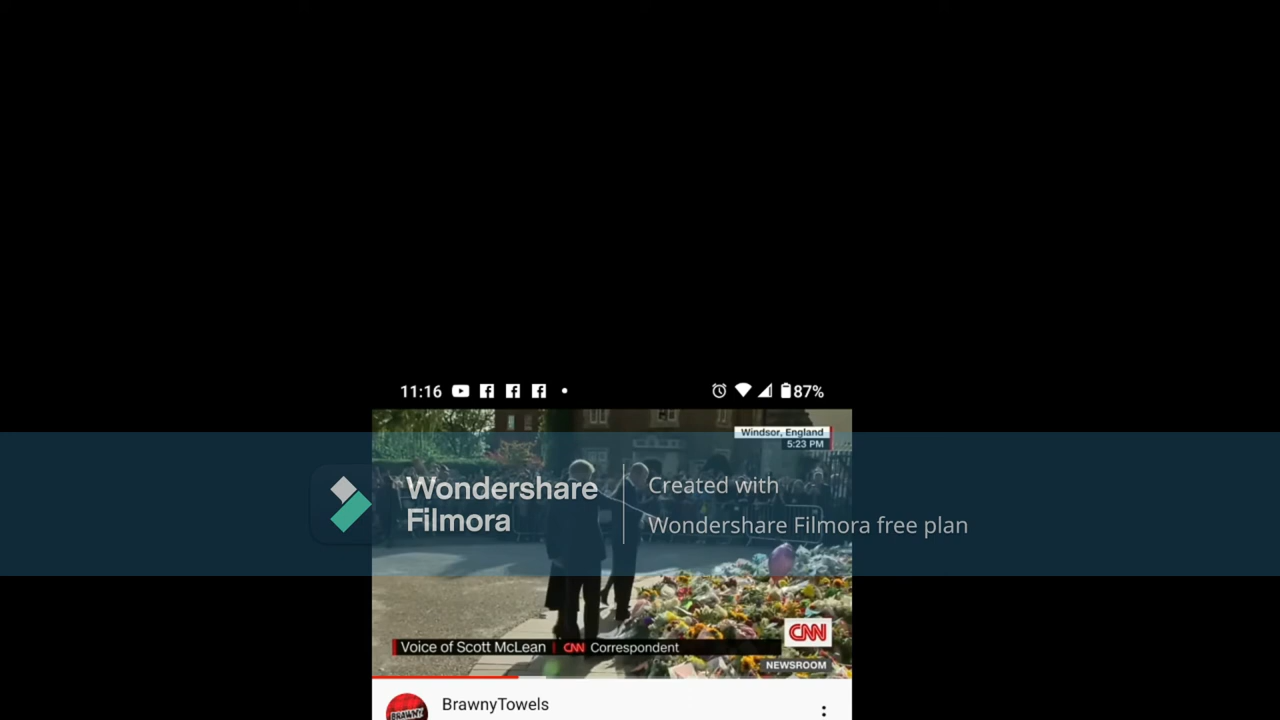 11:16
87%
Windsor, England
5:23 PM
Wondershare
Filmora
Created with
Wondershare Filmora free plan
CNN
Voice of Scott McLean
CNN Correspondent
NEWSROOM
BrawnyTowels
BRAWNY